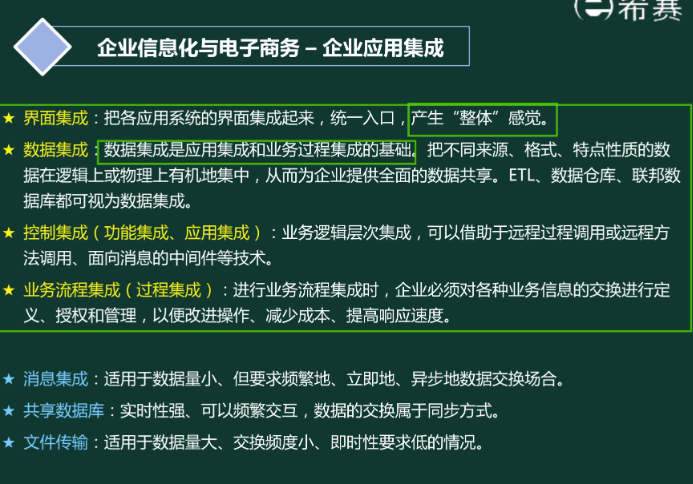 希赛
企业信息化与电子商务 – 企业应用集成
★ 界面集成：把各应用系统的界面集成起来，统一入口，产生“整体”感觉。
★ 数据集成：数据集成是应用集成和业务过程集成的基础。把不同来源、格式、特点性质的数
据在逻辑上或物理上有机地集中，从而为企业提供全面的数据共享。ETL、数据仓库、联邦数
据库都可视为数据集成。
★ 控制集成（功能集成、应用集成）：业务逻辑层次集成，可以借助于远程过程调用或远程方
法调用、面向消息的中间件等技术。
★ 业务流程集成（过程集成）：进行业务流程集成时，企业必须对各种业务信息的交换进行定
义、授权和管理，以便改进操作、减少成本、提高响应速度。
★ 消息集成：适用于数据量小、但要求频繁地、立即地、异步地数据交换场合。
★ 共享数据库：实时性强、可以频繁交互，数据的交换属于同步方式。
★ 文件传输：适用于数据量大、交换频度小、即时性要求低的情况。